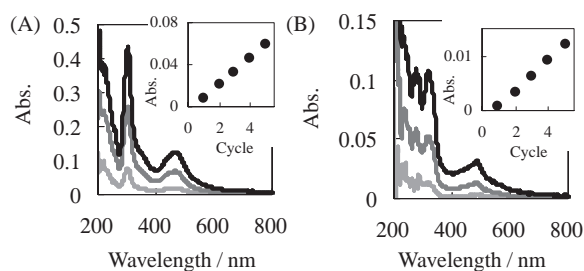 (A)
0.5
0.4
0.3
0.2
0.1
0
Abs.
200 400 600 800
Wavelength / nm
0.08
0.04
0
Abs.
0 2 4
Cycle
(B)
0.15
0.10
0.05
0
Abs.
200 400 600 800
Wavelength / nm
0.01
0
Abs.
0 2 4
Cycle